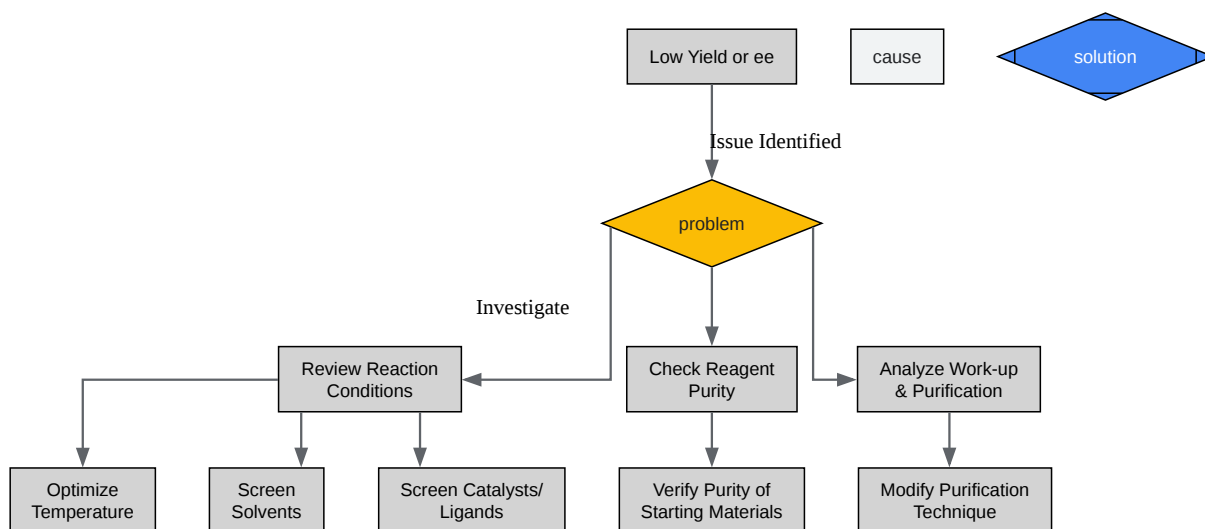 Low Yield or ee
cause
solution
Issue Identified
problem
Investigate
Review Reaction
Conditions
Check Reagent
Purity
Analyze Work-up
& Purification
Optimize
Temperature
Screen
Solvents
Screen Catalysts/
Ligands
Verify Purity of
Starting Materials
Modify Purification
Technique